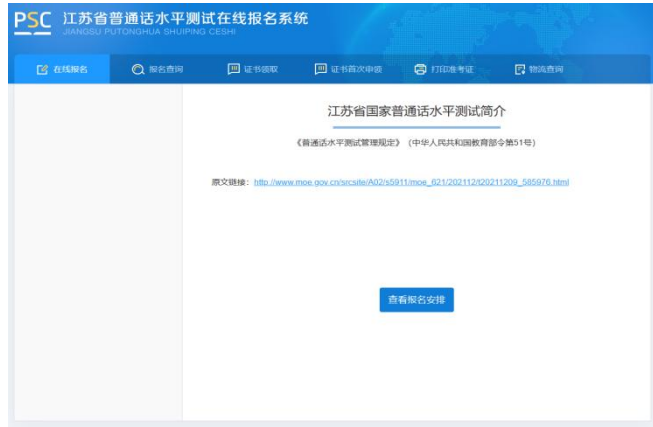 PSC 江苏省普通话水平测试在线报名系统
JIANGSU PUTONGHUA SHUIPING CESHI
在线报名 报名查询 证书领取 证书首次申领 打印准考证 物流查询
江苏省国家普通话水平测试简介
《普通话水平测试管理规定》（中华人民共和国教育部令第51号）
原文链接：http://www.moe.gov.cn/srcsite/A02/s5911/moe_621/202112/t20211209_585976.html
查看报名安排